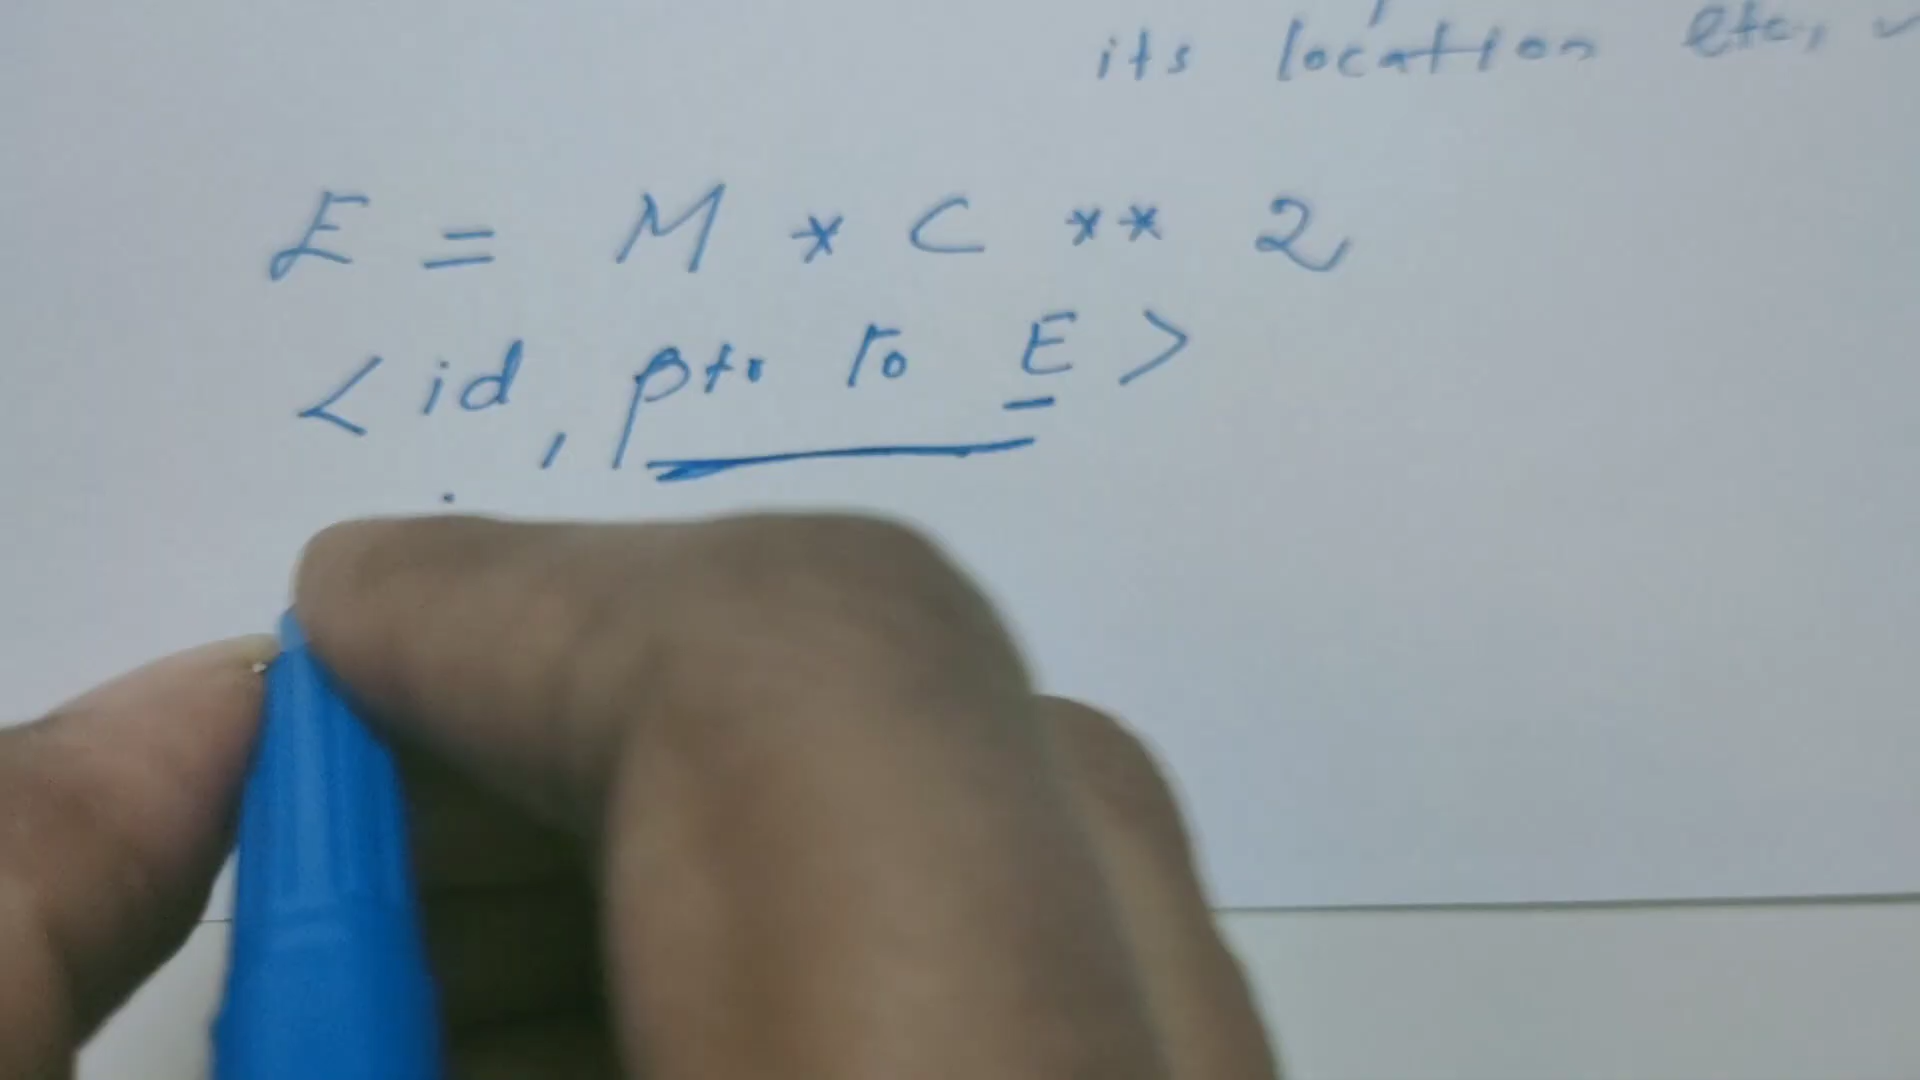 its location etc,
E = M * C ** 2
< id, ptr to E >